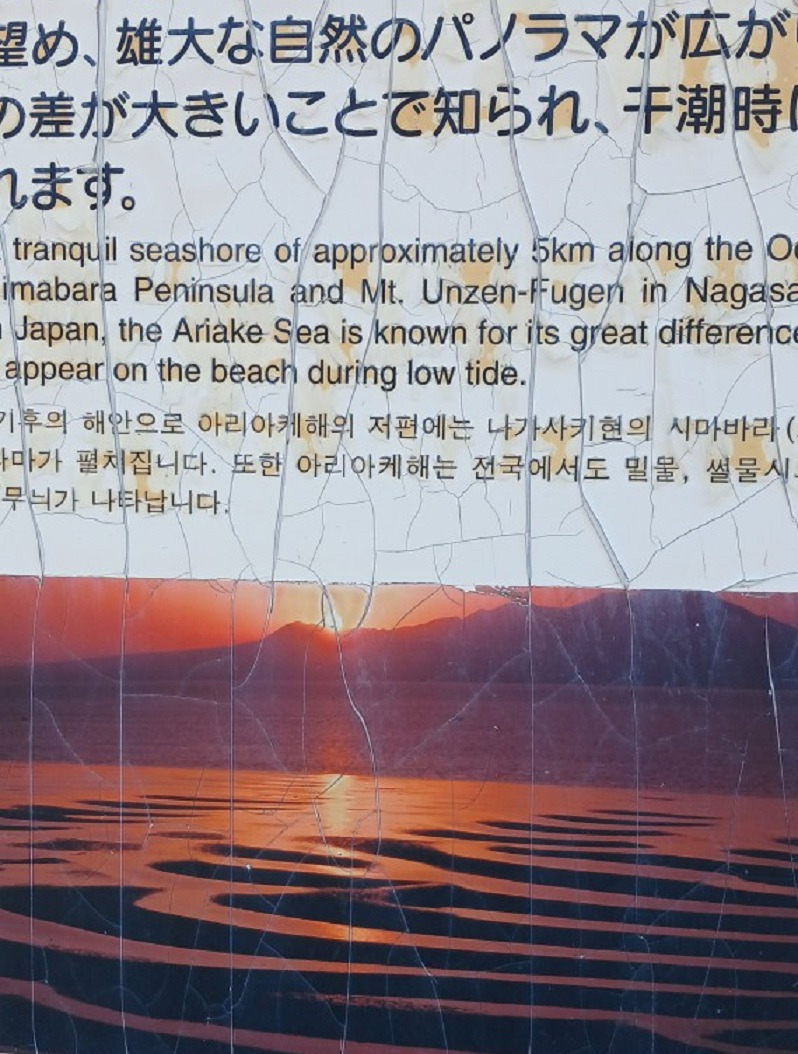 望め、雄大な自然のパノラマが広が
の差が大きいことで知られ、干潮時に
れます。
tranquil seashore of approximately 5km along the O
imabara Peninsula and Mt. Unzen-Fugen in Nagasa
Japan, the Ariake Sea is known for its great difference
appear on the beach during low tide.
기후의 해안으로 아리아케해의 저편에는 나가사키현의 시마바라(
라마가 펼쳐집니다. 또한 아리아케해는 전국에서도 밀물, 썰물시
무늬가 나타납니다.